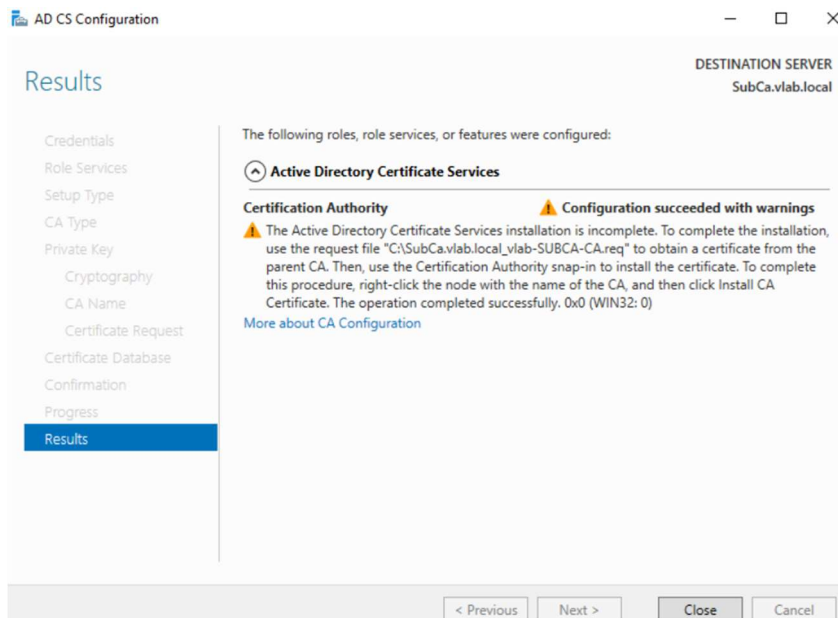 AD CS Configuration
Results
DESTINATION SERVER
SubCa.vlab.local
Credentials
Role Services
Setup Type
CA Type
Private Key
Cryptography
CA Name
Certificate Request
Certificate Database
Confirmation
Progress
Results
The following roles, role services, or features were configured:
Active Directory Certificate Services
Certification Authority
Configuration succeeded with warnings
The Active Directory Certificate Services installation is incomplete. To complete the installation,
use the request file "C:\SubCa.vlab.local_vlab-SUBCA-CA.req" to obtain a certificate from the
parent CA. Then, use the Certification Authority snap-in to install the certificate. To complete
this procedure, right-click the node with the name of the CA, and then click Install CA
Certificate. The operation completed successfully. 0x0 (WIN32: 0)
More about CA Configuration
< Previous
Next >
Close
Cancel